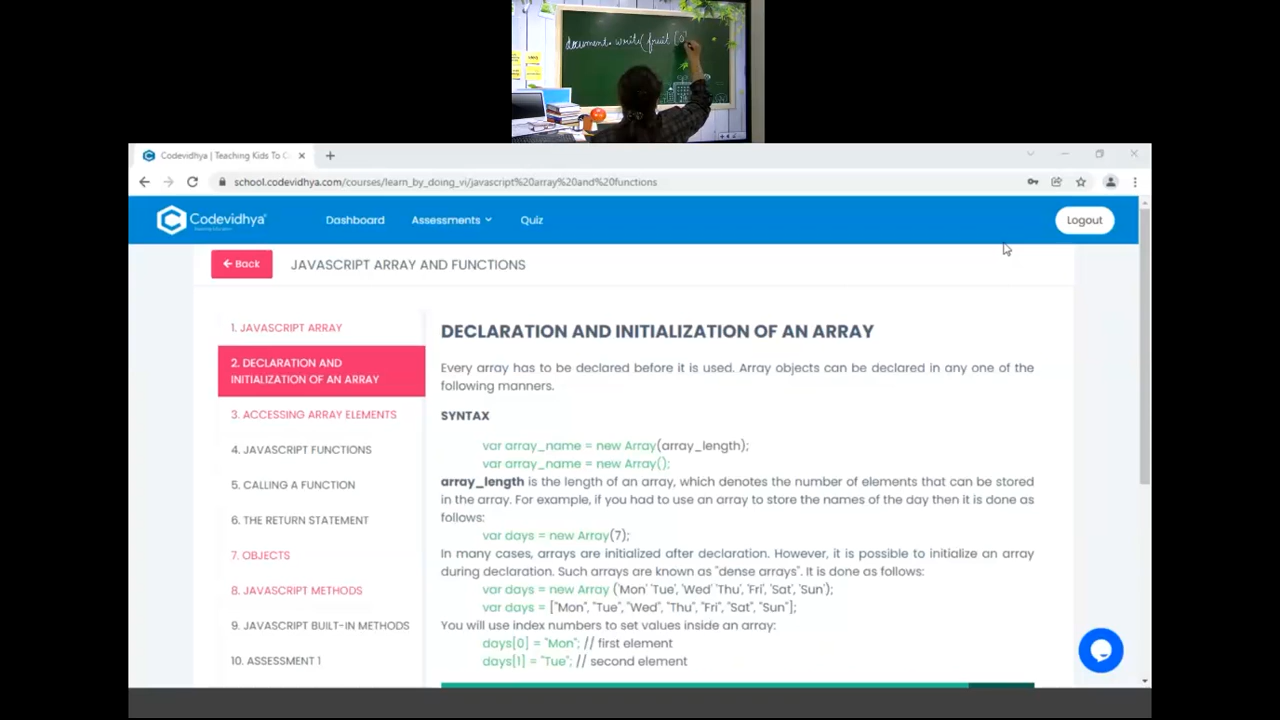 document.write(fruit[0]
Codevidhya | Teaching Kids To C
school.codevidhya.com/courses/learn_by_doing_vi/javascript%20array%20and%20functions
Codevidhya
Dashboard
Assessments
Quiz
Logout
Back
JAVASCRIPT ARRAY AND FUNCTIONS
1. JAVASCRIPT ARRAY
2. DECLARATION AND
INITIALIZATION OF AN ARRAY
3. ACCESSING ARRAY ELEMENTS
4. JAVASCRIPT FUNCTIONS
5. CALLING A FUNCTION
6. THE RETURN STATEMENT
7. OBJECTS
8. JAVASCRIPT METHODS
9. JAVASCRIPT BUILT-IN METHODS
10. ASSESSMENT 1
DECLARATION AND INITIALIZATION OF AN ARRAY
Every array has to be declared before it is used. Array objects can be declared in any one of the
following manners.
SYNTAX
var array_name = new Array(array_length);
var array_name = new Array();
array_length is the length of an array, which denotes the number of elements that can be stored
in the array. For example, if you had to use an array to store the names of the day then it is done as
follows:
var days = new Array(7);
In many cases, arrays are initialized after declaration. However, it is possible to initialize an array
during declaration. Such arrays are known as "dense arrays". It is done as follows:
var days = new Array ('Mon' 'Tue', 'Wed' 'Thu', 'Fri', 'Sat', 'Sun');
var days = ["Mon", "Tue", "Wed", "Thu", "Fri", "Sat", "Sun"];
You will use index numbers to set values inside an array:
days[0] = "Mon"; // first element
days[1] = "Tue"; // second element